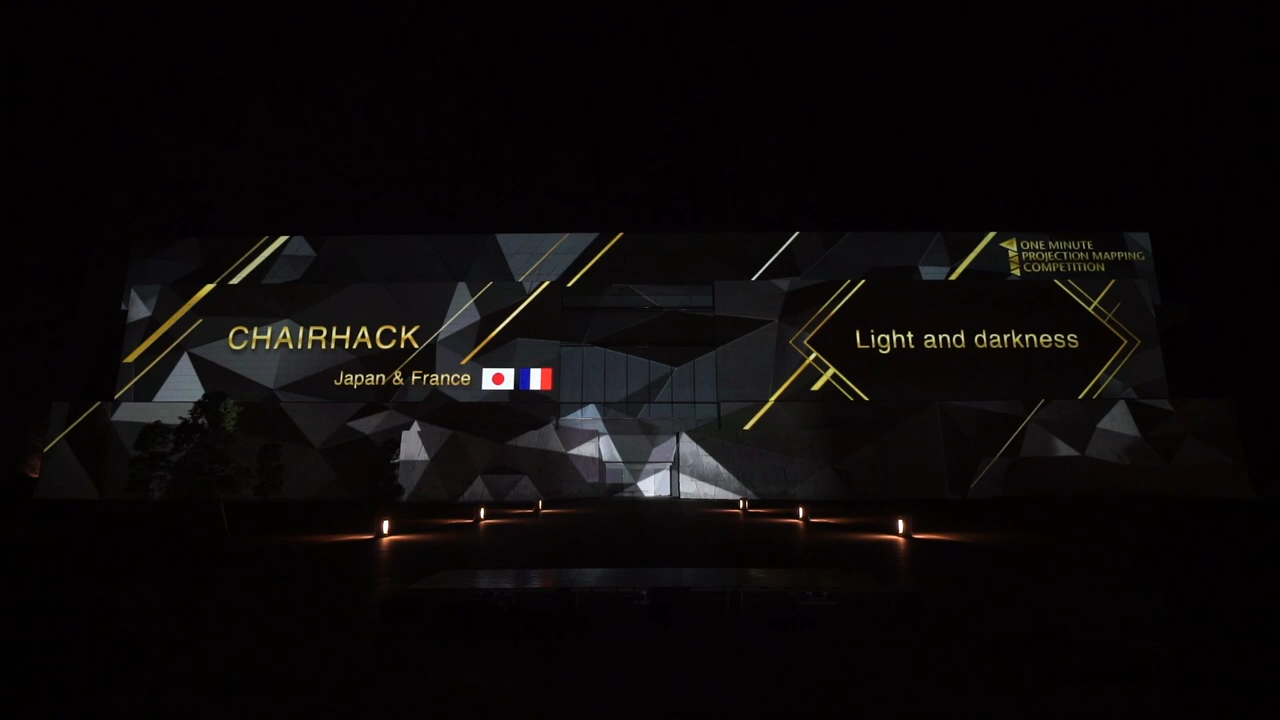 ONE MINUTE
PROJECTION MAPPING
COMPETITION
CHAIRHACK
Japan & France
Light and darkness